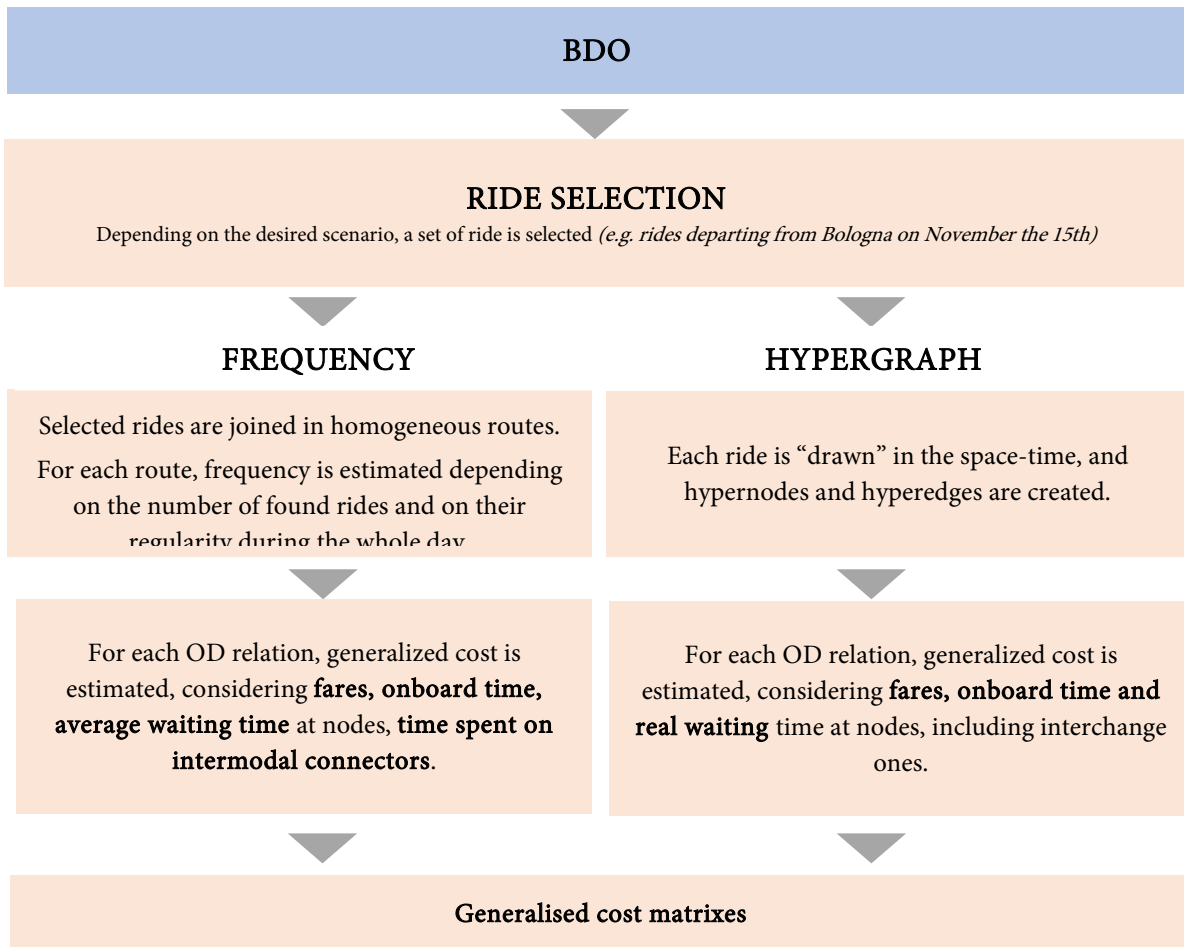 BDO
RIDE SELECTION
Depending on the desired scenario, a set of ride is selected (e.g. rides departing from Bologna on November the 15th)
FREQUENCY
Selected rides are joined in homogeneous routes.
For each route, frequency is estimated depending
on the number of found rides and on their
regularity during the whole day
HYPERGRAPH
Each ride is “drawn” in the space-time, and
hypernodes and hyperedges are created.
For each OD relation, generalized cost is
estimated, considering fares, onboard time,
average waiting time at nodes, time spent on
intermodal connectors.
For each OD relation, generalized cost is
estimated, considering fares, onboard time and
real waiting time at nodes, including interchange
ones.
Generalised cost matrixes